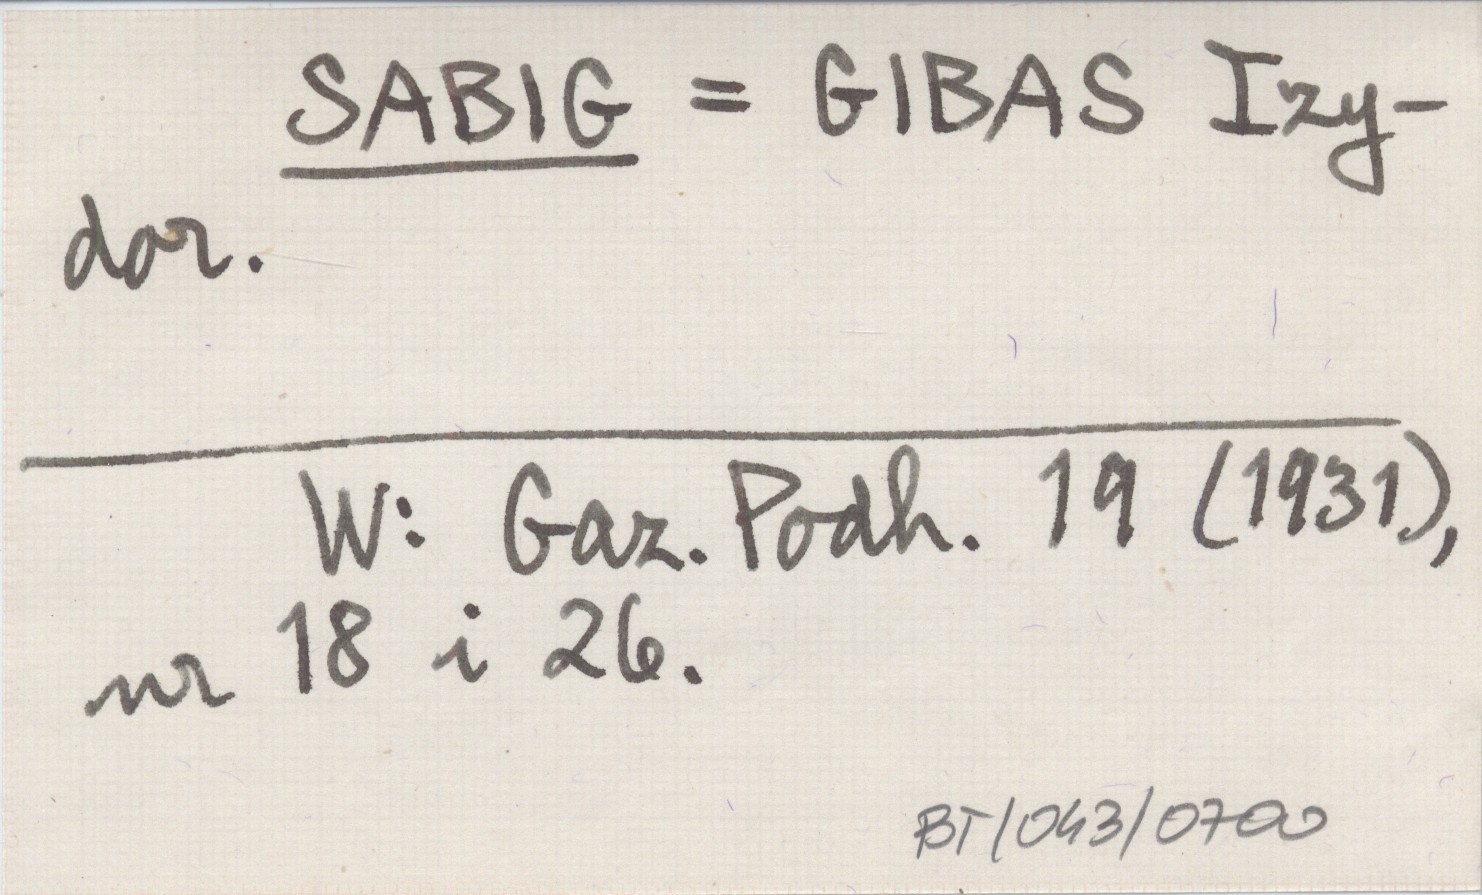 SABIG = GIBAS Izy-
dor.
W: Gaz. Podh. 19 (1931),
nr 18 i 26.
BT/043/0700